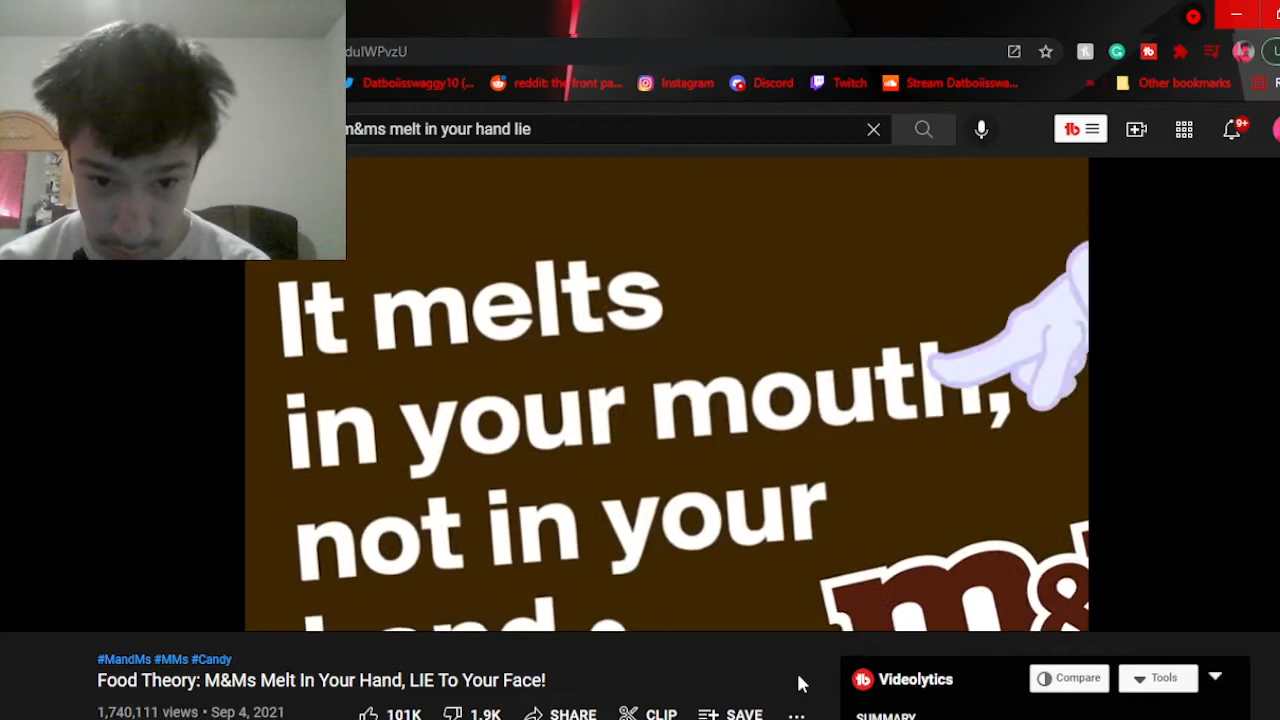 dulWPvzU
Datboiisswaggy10 (... reddit: the front pa... Instagram Discord Twitch Stream Datboiisswa... » Other bookmarks R
m&ms melt in your hand lie
9+
It melts
in your mouth,
not in your
hand.
m&
#MandMs #MMs #Candy
Food Theory: M&Ms Melt In Your Hand, LIE To Your Face!
1,740,111 views • Sep 4, 2021 101K 1.9K SHARE CLIP SAVE ...
Videolytics Compare Tools
SUMMARY